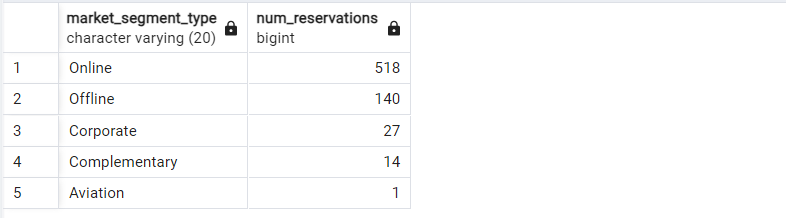 market_segment_type num_reservations
character varying (20) bigint
1 Online 518
2 Offline 140
3 Corporate 27
4 Complementary 14
5 Aviation 1